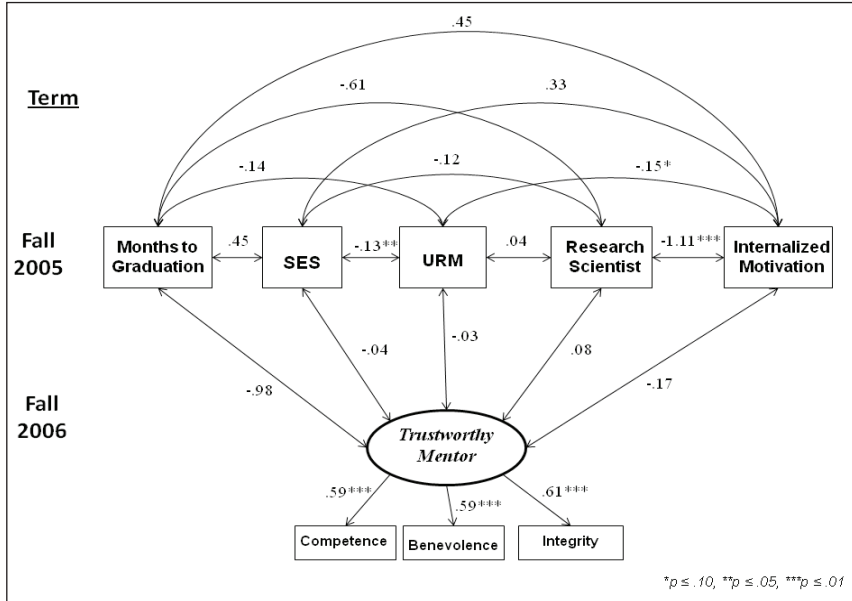 .45
Term
-.61
.33
-.14
-.12
-.15*
Fall
2005
Months to
Graduation
.45
SES
-.13**
URM
.04
Research
Scientist
-1.11***
Internalized
Motivation
-.98
-.04
-.03
.08
-.17
Fall
2006
Trustworthy
Mentor
.59***
.59***
.61***
Competence
Benevolence
Integrity
*p ≤ .10, **p ≤ .05, ***p ≤ .01